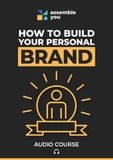 assemble
you
HOW TO BUILD
YOUR PERSONAL
BRAND
AUDIO COURSE